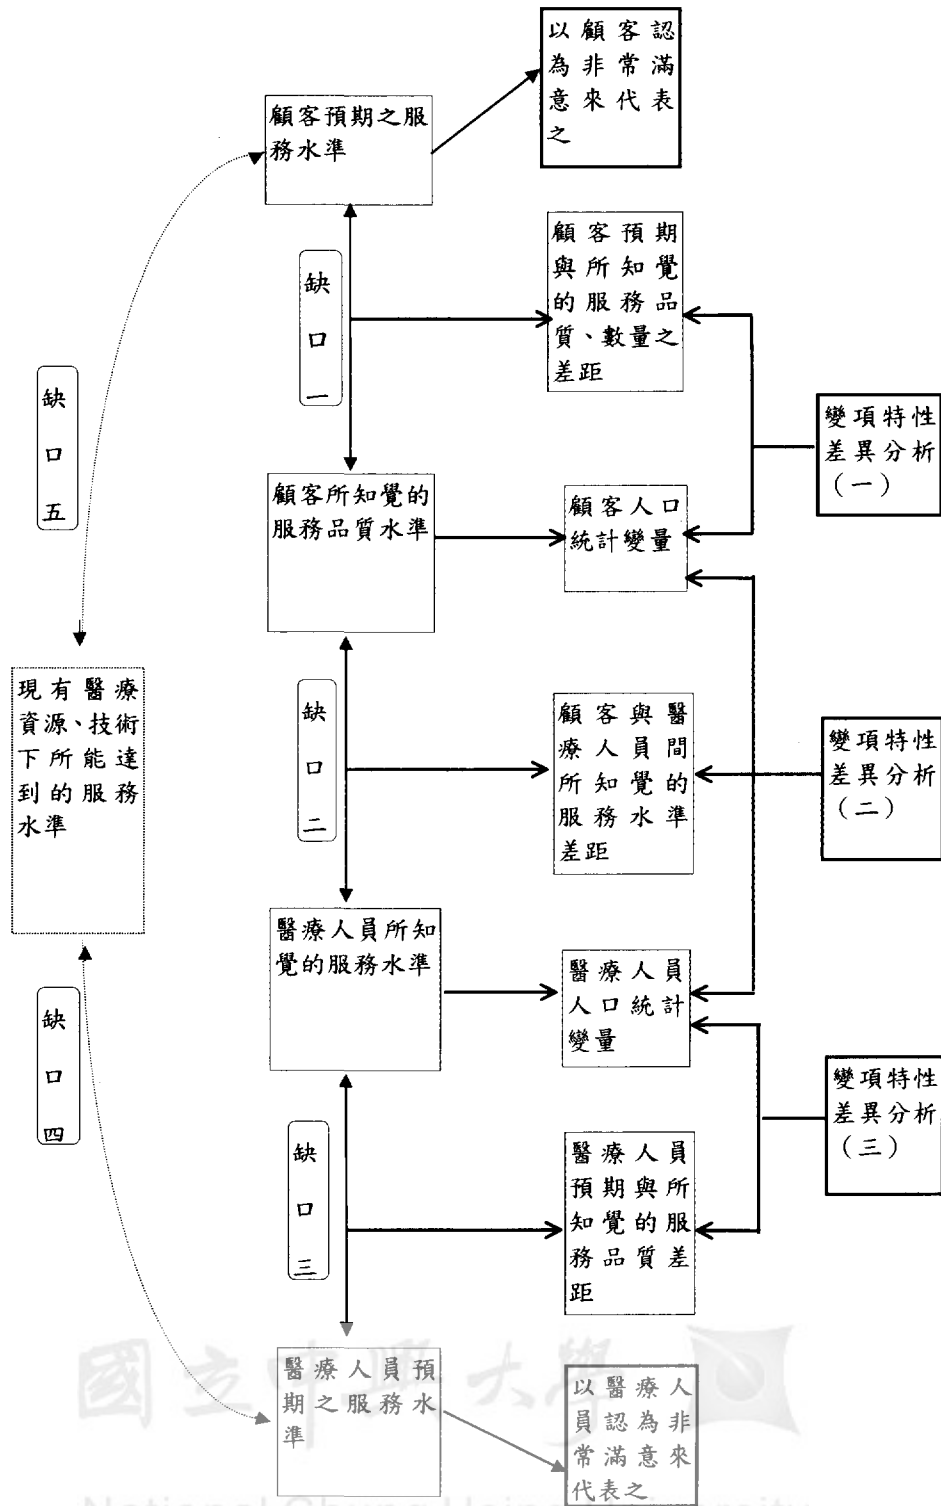 以顧客認
為非常滿
意來代表
之
顧客預期之服
務水準
顧客預期
與所知覺
的服務品
質、數量之
差距
缺
口
一
缺
口
五
變項特性
差異分析
（一）
顧客所知覺的
服務品質水準
顧客人口
統計變量
現有醫療
資源、技術
下所能達
到的服務
水準
缺
口
二
顧客與醫
療人員間
所知覺的
服務水準
差距
變項特性
差異分析
（二）
醫療人員所知
覺的服務水準
醫療人員
人口統計
變量
缺
口
四
變項特性
差異分析
（三）
缺
口
三
醫療人員
預期與所
知覺的服
務品質差
距
醫療人員預
期之服務水
準
以醫療人
員認為非
常滿意來
代表之
國立中興大學
National Chung Hsing University